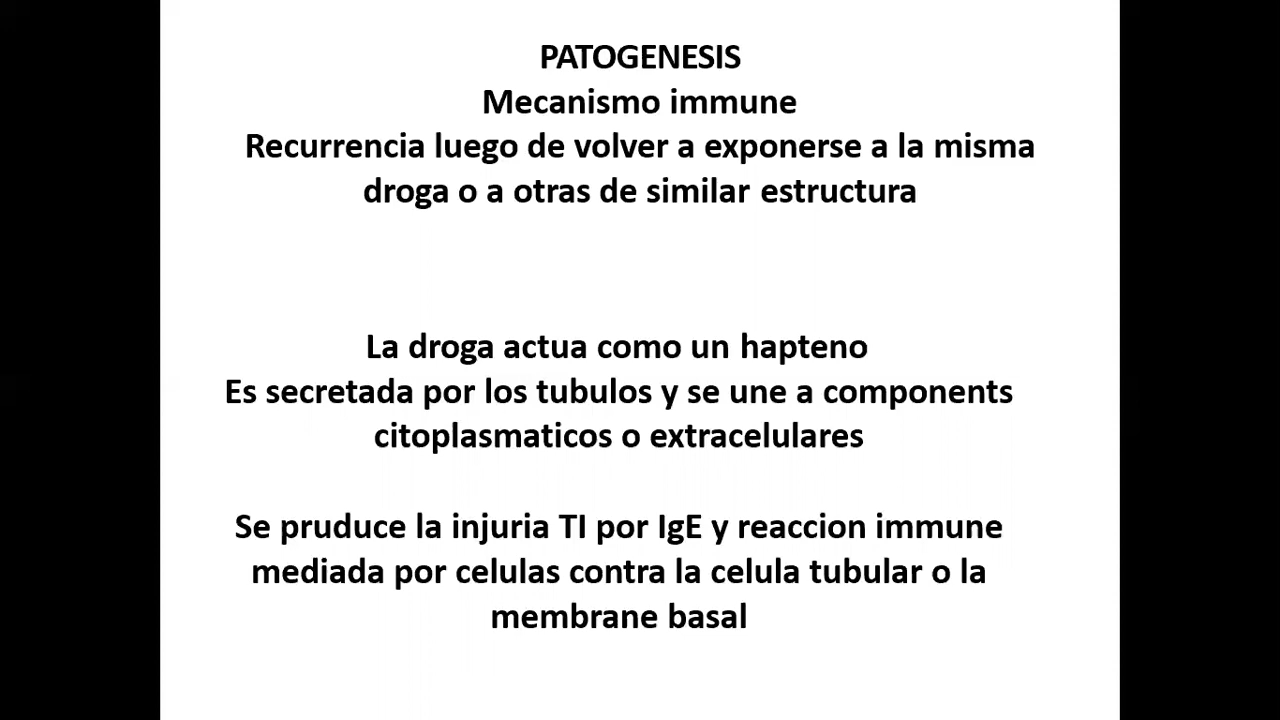 PATOGENESIS
Mecanismo immune
Recurrencia luego de volver a exponerse a la misma
droga o a otras de similar estructura
La droga actua como un hapteno
Es secretada por los tubulos y se une a components
citoplasmaticos o extracelulares
Se pruduce la injuria TI por IgE y reaccion immune
mediada por celulas contra la celula tubular o la
membrane basal